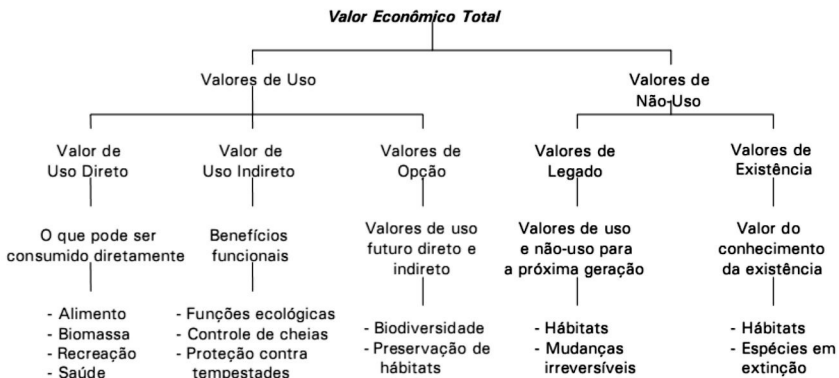 Valor Econômico Total
Valores de Uso
Valores de
Não-Uso
Valor de
Uso Direto
Valor de
Uso Indireto
Valores de
Opção
Valores de
Legado
Valores de
Existência
O que pode ser
consumido diretamente
Benefícios
funcionais
Valores de uso
futuro direto e
indireto
Valores de uso
e não-uso para
a próxima geração
Valor do
conhecimento
da existência
- Alimento
- Biomassa
- Recreação
- Saúde
- Funções ecológicas
- Controle de cheias
- Proteção contra
tempestades
- Biodiversidade
- Preservação de
hábitats
- Hábitats
- Mudanças
irreversíveis
- Hábitats
- Espécies em
extinção